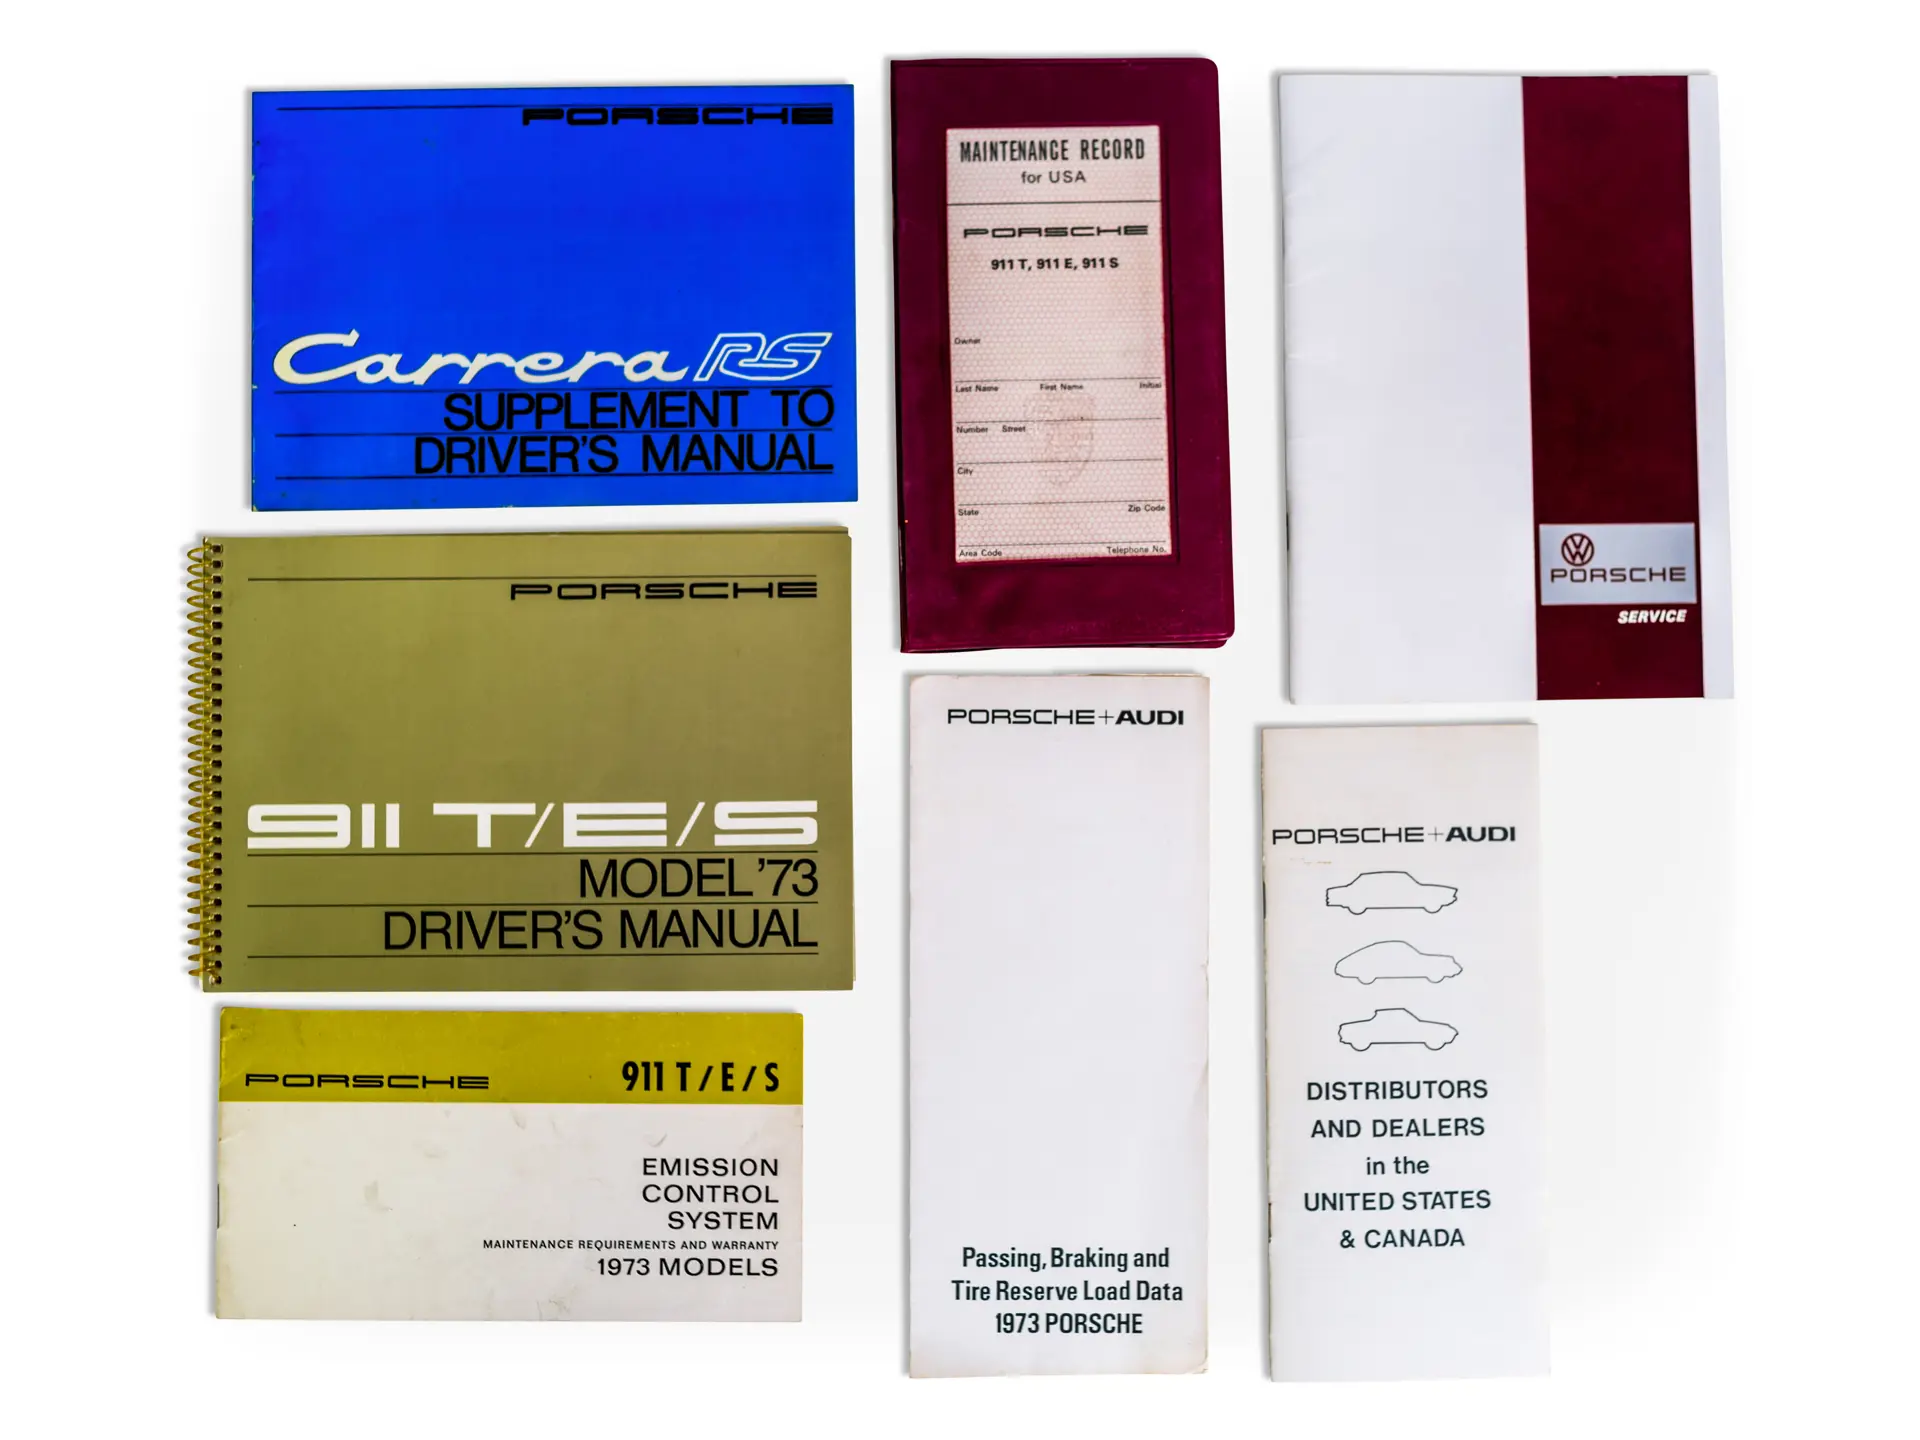 PORSCHE
Carrera RS
SUPPLEMENT TO
DRIVER'S MANUAL
PORSCHE
911 T/E/S
MODEL '73
DRIVER'S MANUAL
PORSCHE 911 T/E/S
EMISSION
CONTROL
SYSTEM
MAINTENANCE REQUIREMENTS AND WARRANTY
1973 MODELS
MAINTENANCE RECORD
for USA
PORSCHE
911 T, 911 E, 911 S
Owner
Last Name First Name Initial
Number Street
City
State Zip Code
Area Code Telephone No.
PORSCHE+AUDI
Passing, Braking and
Tire Reserve Load Data
1973 PORSCHE
VW
PORSCHE
SERVICE
PORSCHE+AUDI
DISTRIBUTORS
AND DEALERS
in the
UNITED STATES
& CANADA